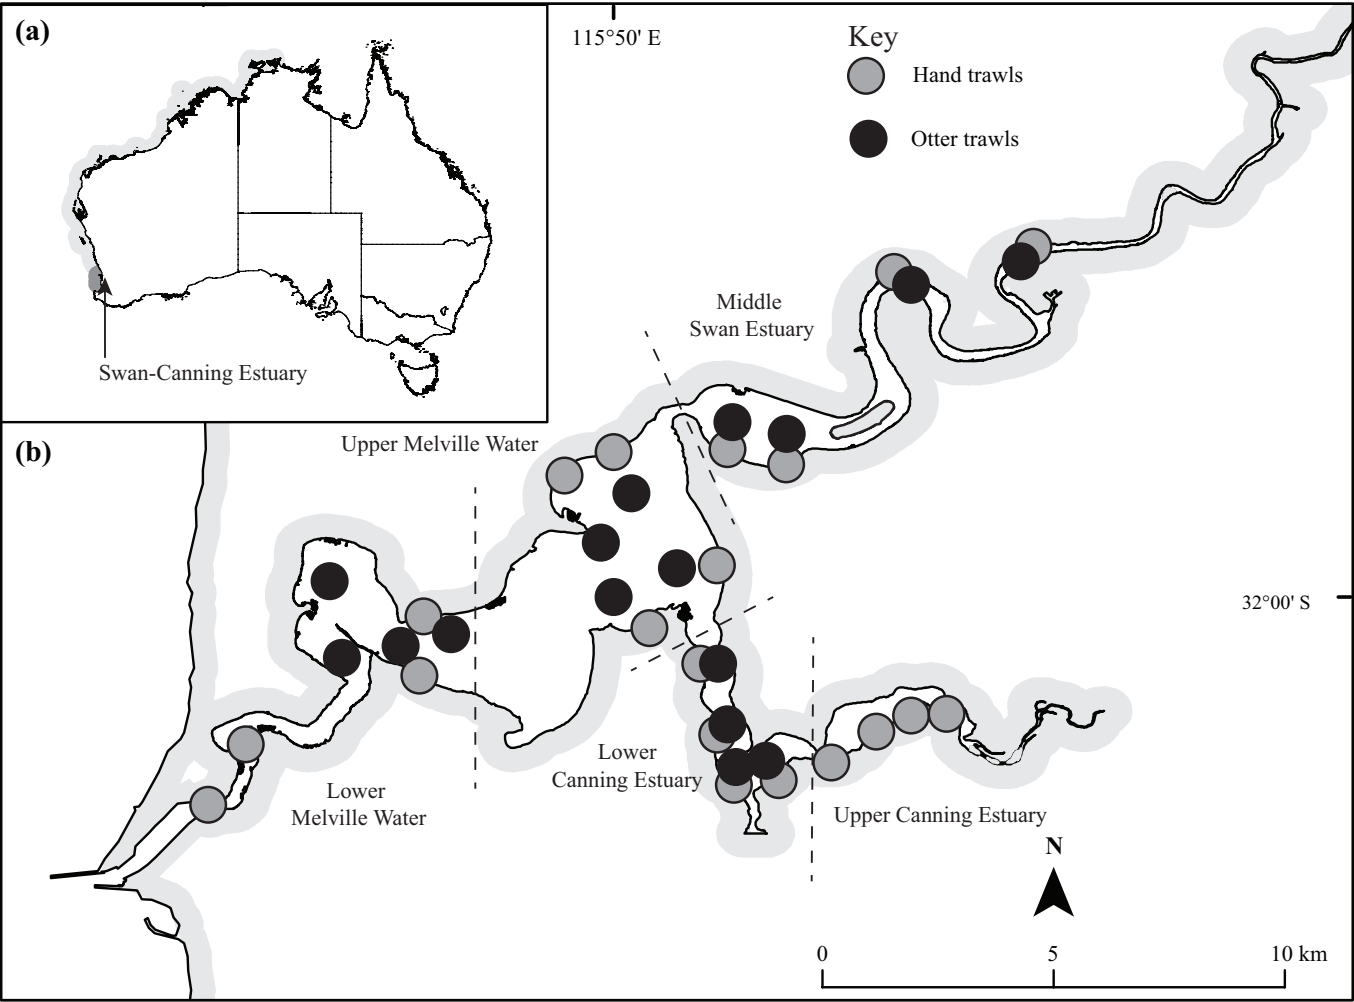 (a)
115°50' E
Key
Hand trawls
Otter trawls
Swan-Canning Estuary
Middle
Swan Estuary
(b)
Upper Melville Water
32°00' S
Lower
Canning Estuary
Lower
Melville Water
Upper Canning Estuary
N
0
5
10 km